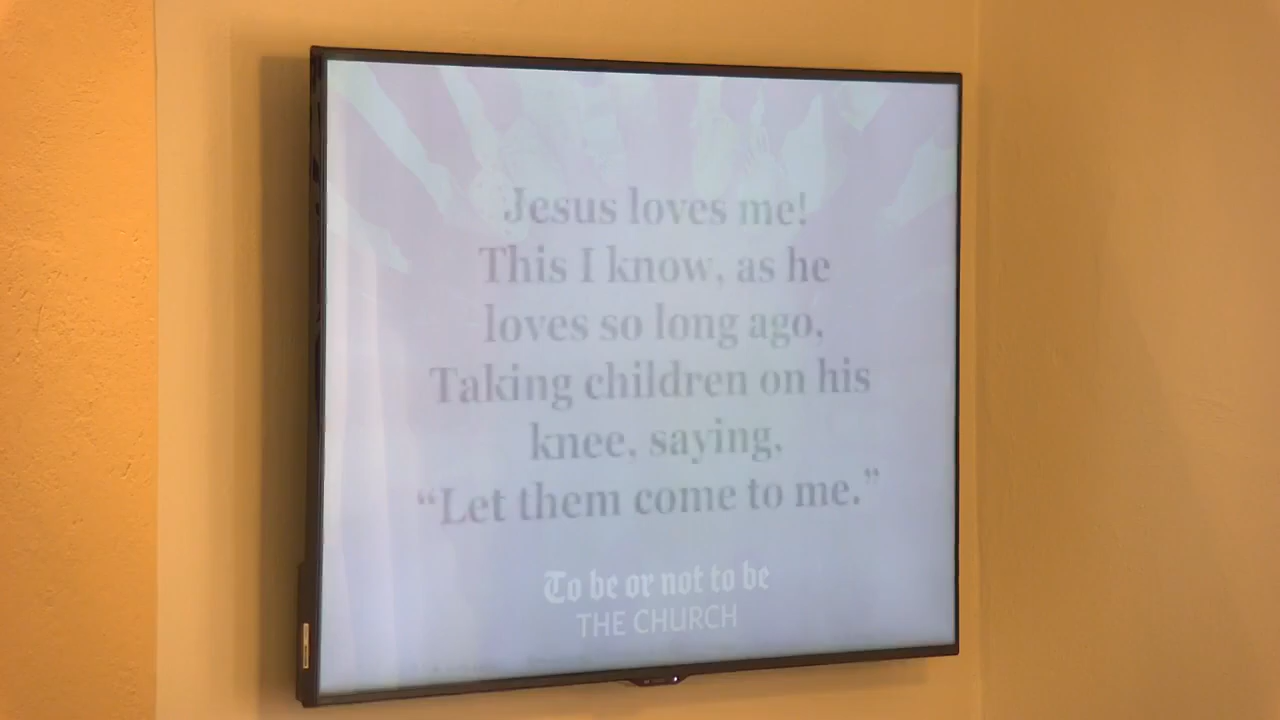 Jesus loves me!
This I know, as he
loves so long ago,
Taking children on his
knee, saying,
“Let them come to me.”
To be or not to be
THE CHURCH